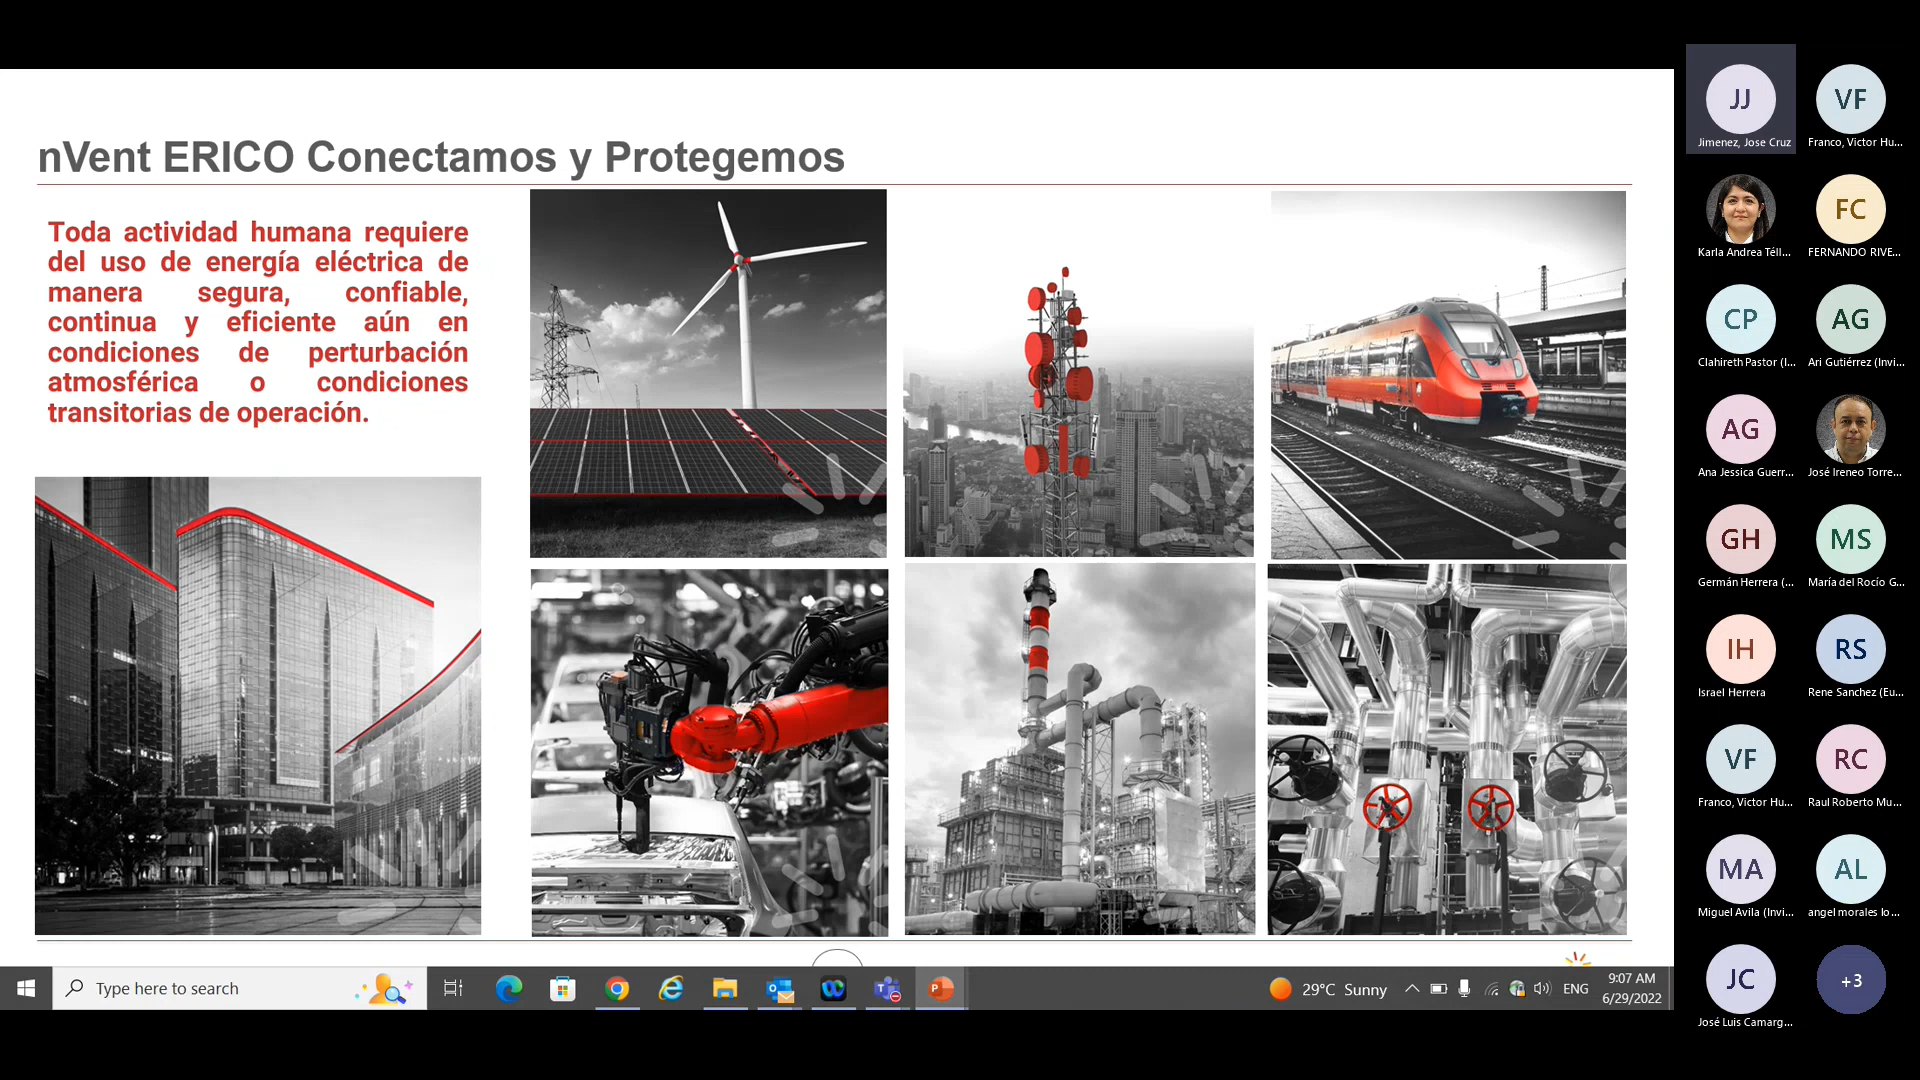 nVent ERICO Conectamos y Protegemos
Toda actividad humana requiere
del uso de energía eléctrica de
manera segura, confiable,
continua y eficiente aún en
condiciones de perturbación
atmosférica o condiciones
transitorias de operación.
JJ
Jimenez, Jose Cruz
VF
Franco, Victor Hu...
Karla Andrea Téll...
FC
FERNANDO RIVE...
CP
Clahireth Pastor (I...
AG
Ari Gutiérrez (Invi...
AG
Ana Jessica Guerr...
José Ireneo Torre...
GH
Germán Herrera (...
MS
María del Rocío G...
IH
Israel Herrera
RS
Rene Sanchez (Eu...
VF
Franco, Victor Hu...
RC
Raul Roberto Mu...
MA
Miguel Avila (Invi...
AL
angel morales lo...
JC
José Luis Camarg...
+3
Type here to search
29°C Sunny
ENG
9:07 AM
6/29/2022